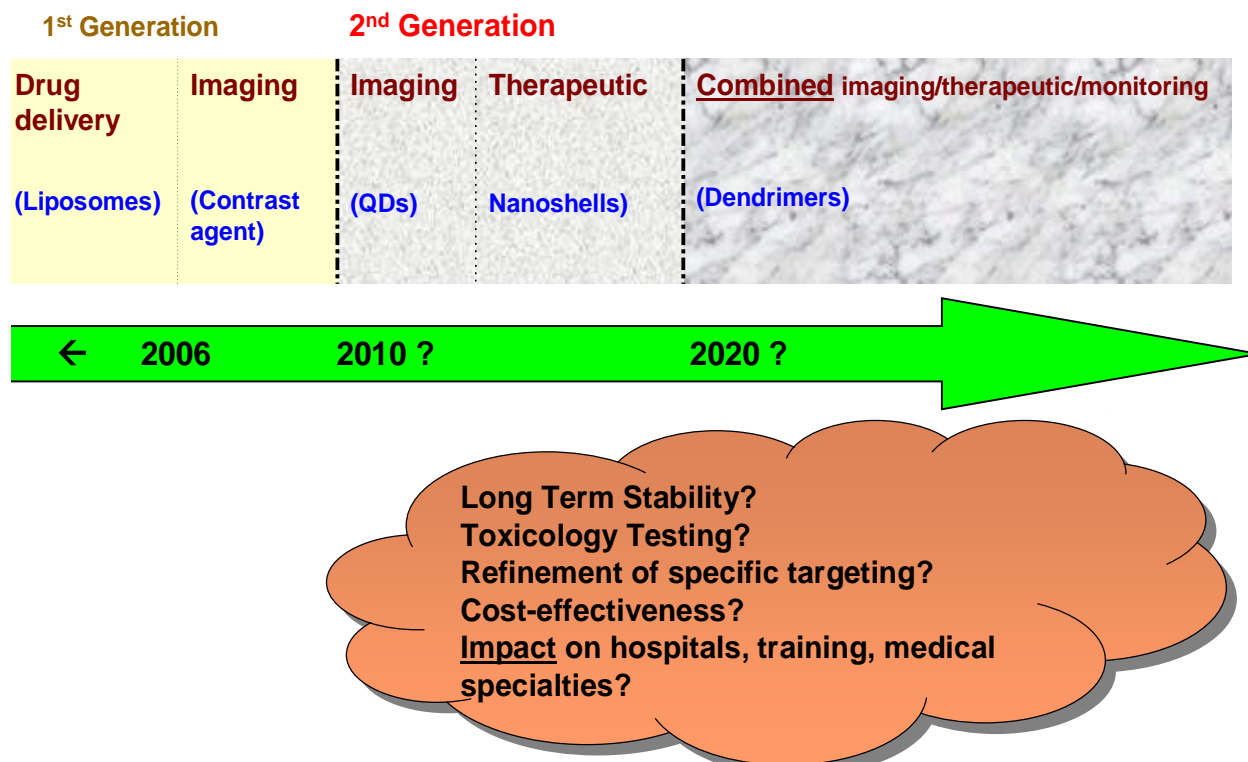 1st Generation
2nd Generation
Drug delivery
Imaging
Imaging
Therapeutic
Combined imaging/therapeutic/monitoring
(Liposomes)
(Contrast agent)
(QDs)
Nanoshells)
(Dendrimers)
← 2006 2010 ? 2020 ?
Long Term Stability?
Toxicology Testing?
Refinement of specific targeting?
Cost-effectiveness?
Impact on hospitals, training, medical
specialties?